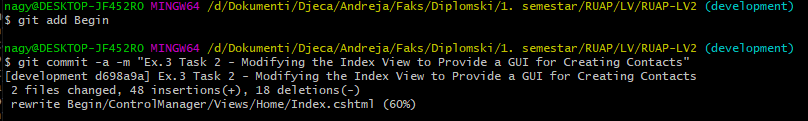 nagy@DESKTOP-JF452RO MINGW64 /d/Dokumenti/Djeca/Andreja/Faks/Diplomski/1. semestar/RUAP/LV/RUAP-LV2 (development)
$ git add Begin
nagy@DESKTOP-JF452RO MINGW64 /d/Dokumenti/Djeca/Andreja/Faks/Diplomski/1. semestar/RUAP/LV/RUAP-LV2 (development)
$ git commit -a -m "Ex.3 Task 2 - Modifying the Index View to Provide a GUI for Creating Contacts"
[development d698a9a] Ex.3 Task 2 - Modifying the Index View to Provide a GUI for Creating Contacts
2 files changed, 48 insertions(+), 18 deletions(-)
rewrite Begin/ControlManager/Views/Home/Index.cshtml (60%)